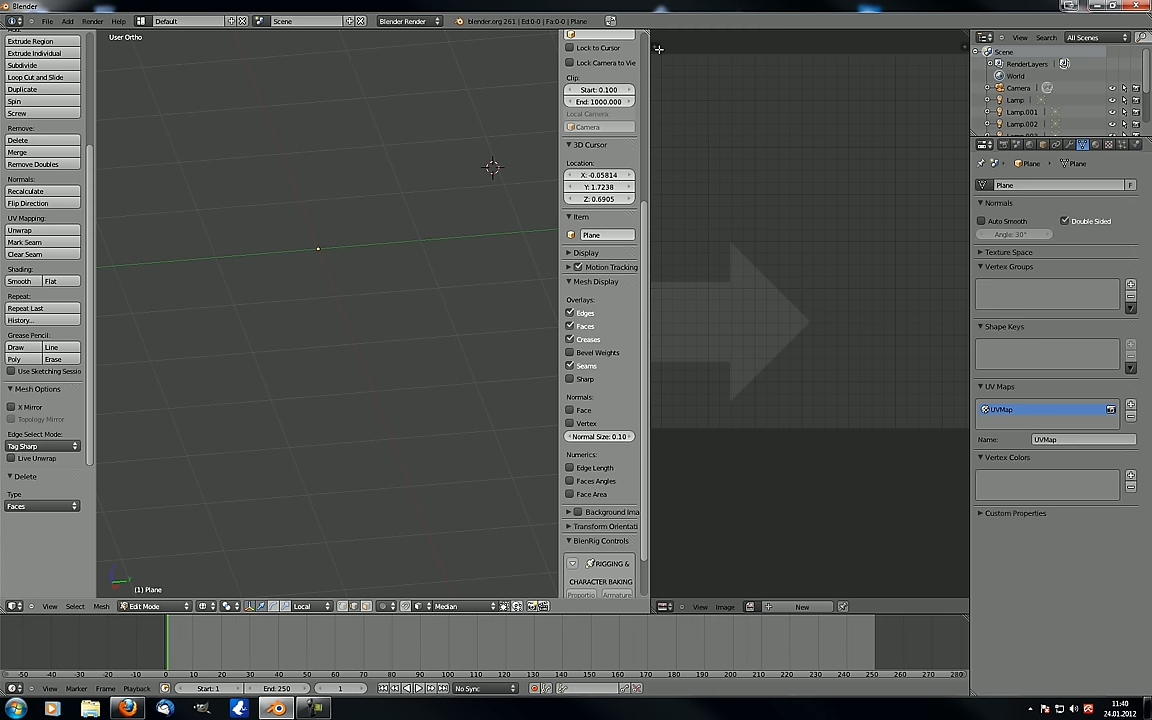 Blender
File Add Render Help Default Scene Blender Render blender.org 261 | Ed:0-0 | Fa:0-0 | Plane
User Ortho
Extrude Region
Extrude Individual
Subdivide
Loop Cut and Slide
Duplicate
Spin
Screw
Remove:
Delete
Merge
Remove Doubles
Normals:
Recalculate
Flip Direction
UV Mapping:
Unwrap
Mark Seam
Clear Seam
Shading:
Smooth Flat
Repeat:
Repeat Last
History...
Grease Pencil:
Draw Line
Poly Erase
Use Sketching Sessio
Mesh Options
X Mirror
Topology Mirror
Edge Select Mode:
Tag Sharp
Live Unwrap
Delete
Type
Faces
(1) Plane
Lock to Cursor
Lock Camera to Vie
Clip:
Start: 0.100
End: 1000.000
Local Camera:
Camera
3D Cursor
Location:
X: -0.05814
Y: 1.7238
Z: 0.6905
Item
Plane
Display
Motion Tracking
Mesh Display
Overlays:
Edges
Faces
Creases
Bevel Weights
Seams
Sharp
Normals:
Face
Vertex
Normal Size: 0.10
Numerics:
Edge Length
Faces Angles
Face Area
Background Ima
Transform Orientati
BlenRig Controls
RIGGING &
CHARACTER BAKING
Proportio Armature
View Search All Scenes
Scene
RenderLayers
World
Camera
Lamp
Lamp.001
Lamp.002
Plane Plane
Plane F
Normals
Auto Smooth Double Sided
Angle: 30°
Texture Space
Vertex Groups
Shape Keys
UV Maps
UVMap
Name: UVMap
Vertex Colors
Custom Properties
View Select Mesh Edit Mode Local Median View Image New
-50 -40 -30 -20 -10 0 10 20 30 40 50 60 70 80 90 100 110 120 130 140 150 160 170 180 190 200 210 220 230 240 250 260 270 280
View Marker Frame Playback Start: 1 End: 250 1 No Sync
11:40
24.01.2012